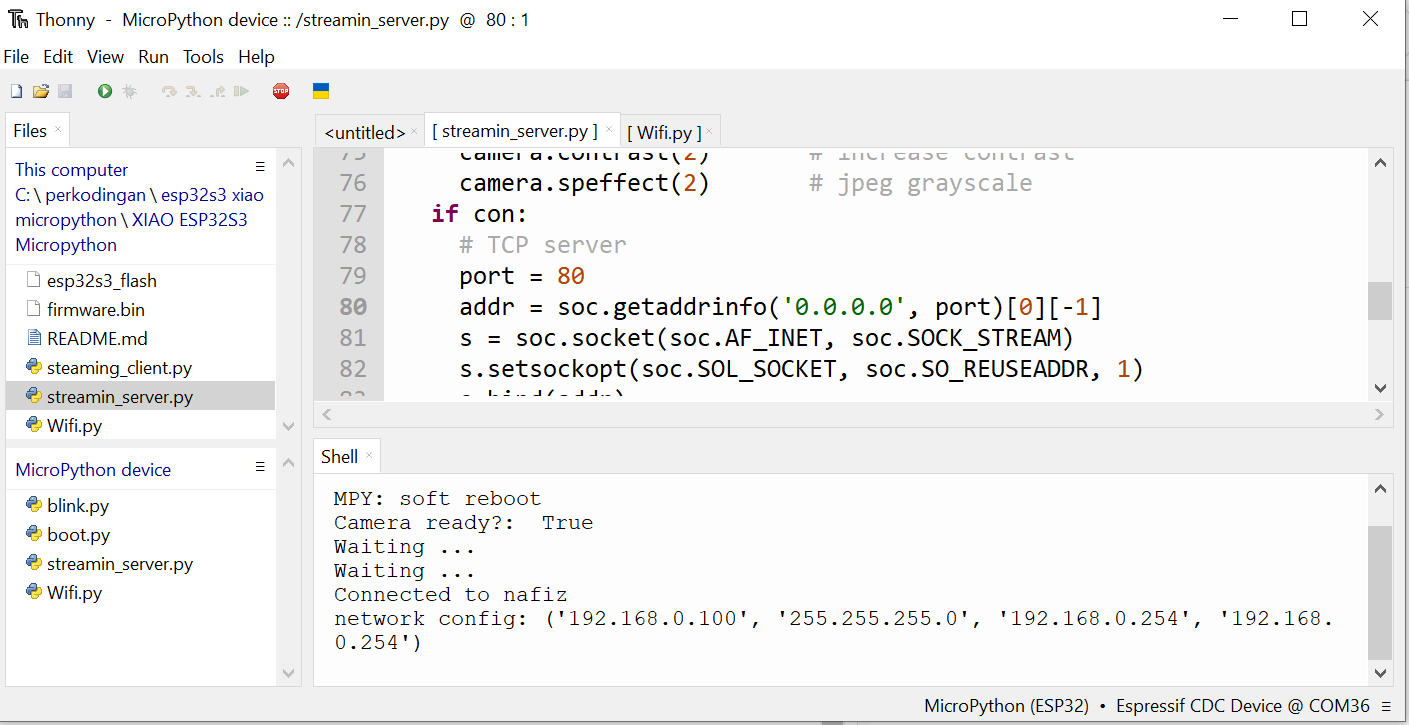 Thonny - MicroPython device :: /streamin_server.py @ 80 : 1
File Edit View Run Tools Help
STOP
Files
This computer
C: \ perkodingan \ esp32s3 xiao
micropython \ XIAO ESP32S3
Micropython
esp32s3_flash
firmware.bin
README.md
steaming_client.py
streamin_server.py
Wifi.py
MicroPython device
blink.py
boot.py
streamin_server.py
Wifi.py
<untitled> [ streamin_server.py ] [ Wifi.py ]
75 camera.contrast(2) # increase contrast
76 camera.speffect(2) # jpeg grayscale
77 if con:
78 # TCP server
79 port = 80
80 addr = soc.getaddrinfo('0.0.0.0', port)[0][-1]
81 s = soc.socket(soc.AF_INET, soc.SOCK_STREAM)
82 s.setsockopt(soc.SOL_SOCKET, soc.SO_REUSEADDR, 1)
83 s.bind(addr)
Shell
MPY: soft reboot
Camera ready?: True
Waiting ...
Waiting ...
Connected to nafiz
network config: ('192.168.0.100', '255.255.255.0', '192.168.0.254', '192.168.
0.254')
MicroPython (ESP32) • Espressif CDC Device @ COM36